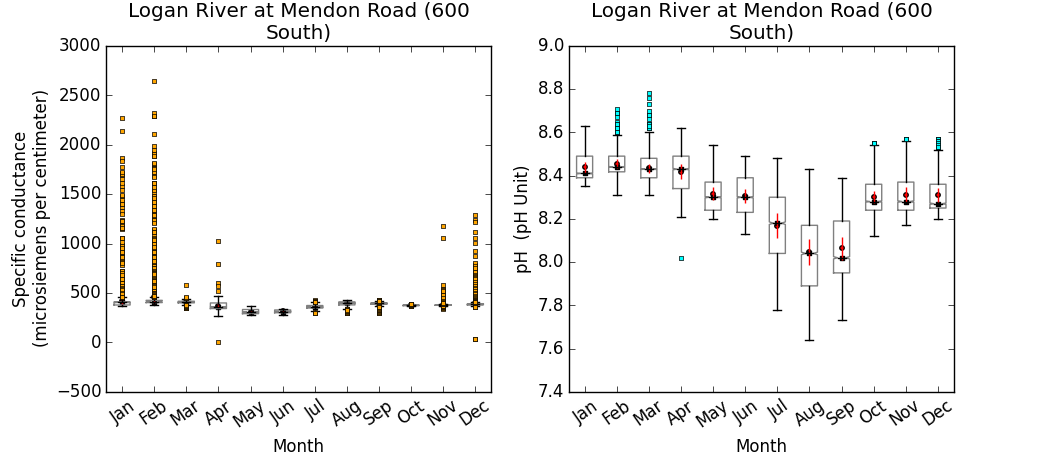 Logan River at Mendon Road (600
South)
3000
2500
2000
1500
1000
500
0
−500
Specific conductance
(microsiemens per centimeter)
Jan Feb Mar Apr May Jun Jul Aug Sep Oct Nov Dec
Month
Logan River at Mendon Road (600
South)
9.0
8.8
8.6
8.4
8.2
8.0
7.8
7.6
7.4
pH (pH Unit)
Jan Feb Mar Apr May Jun Jul Aug Sep Oct Nov Dec
Month